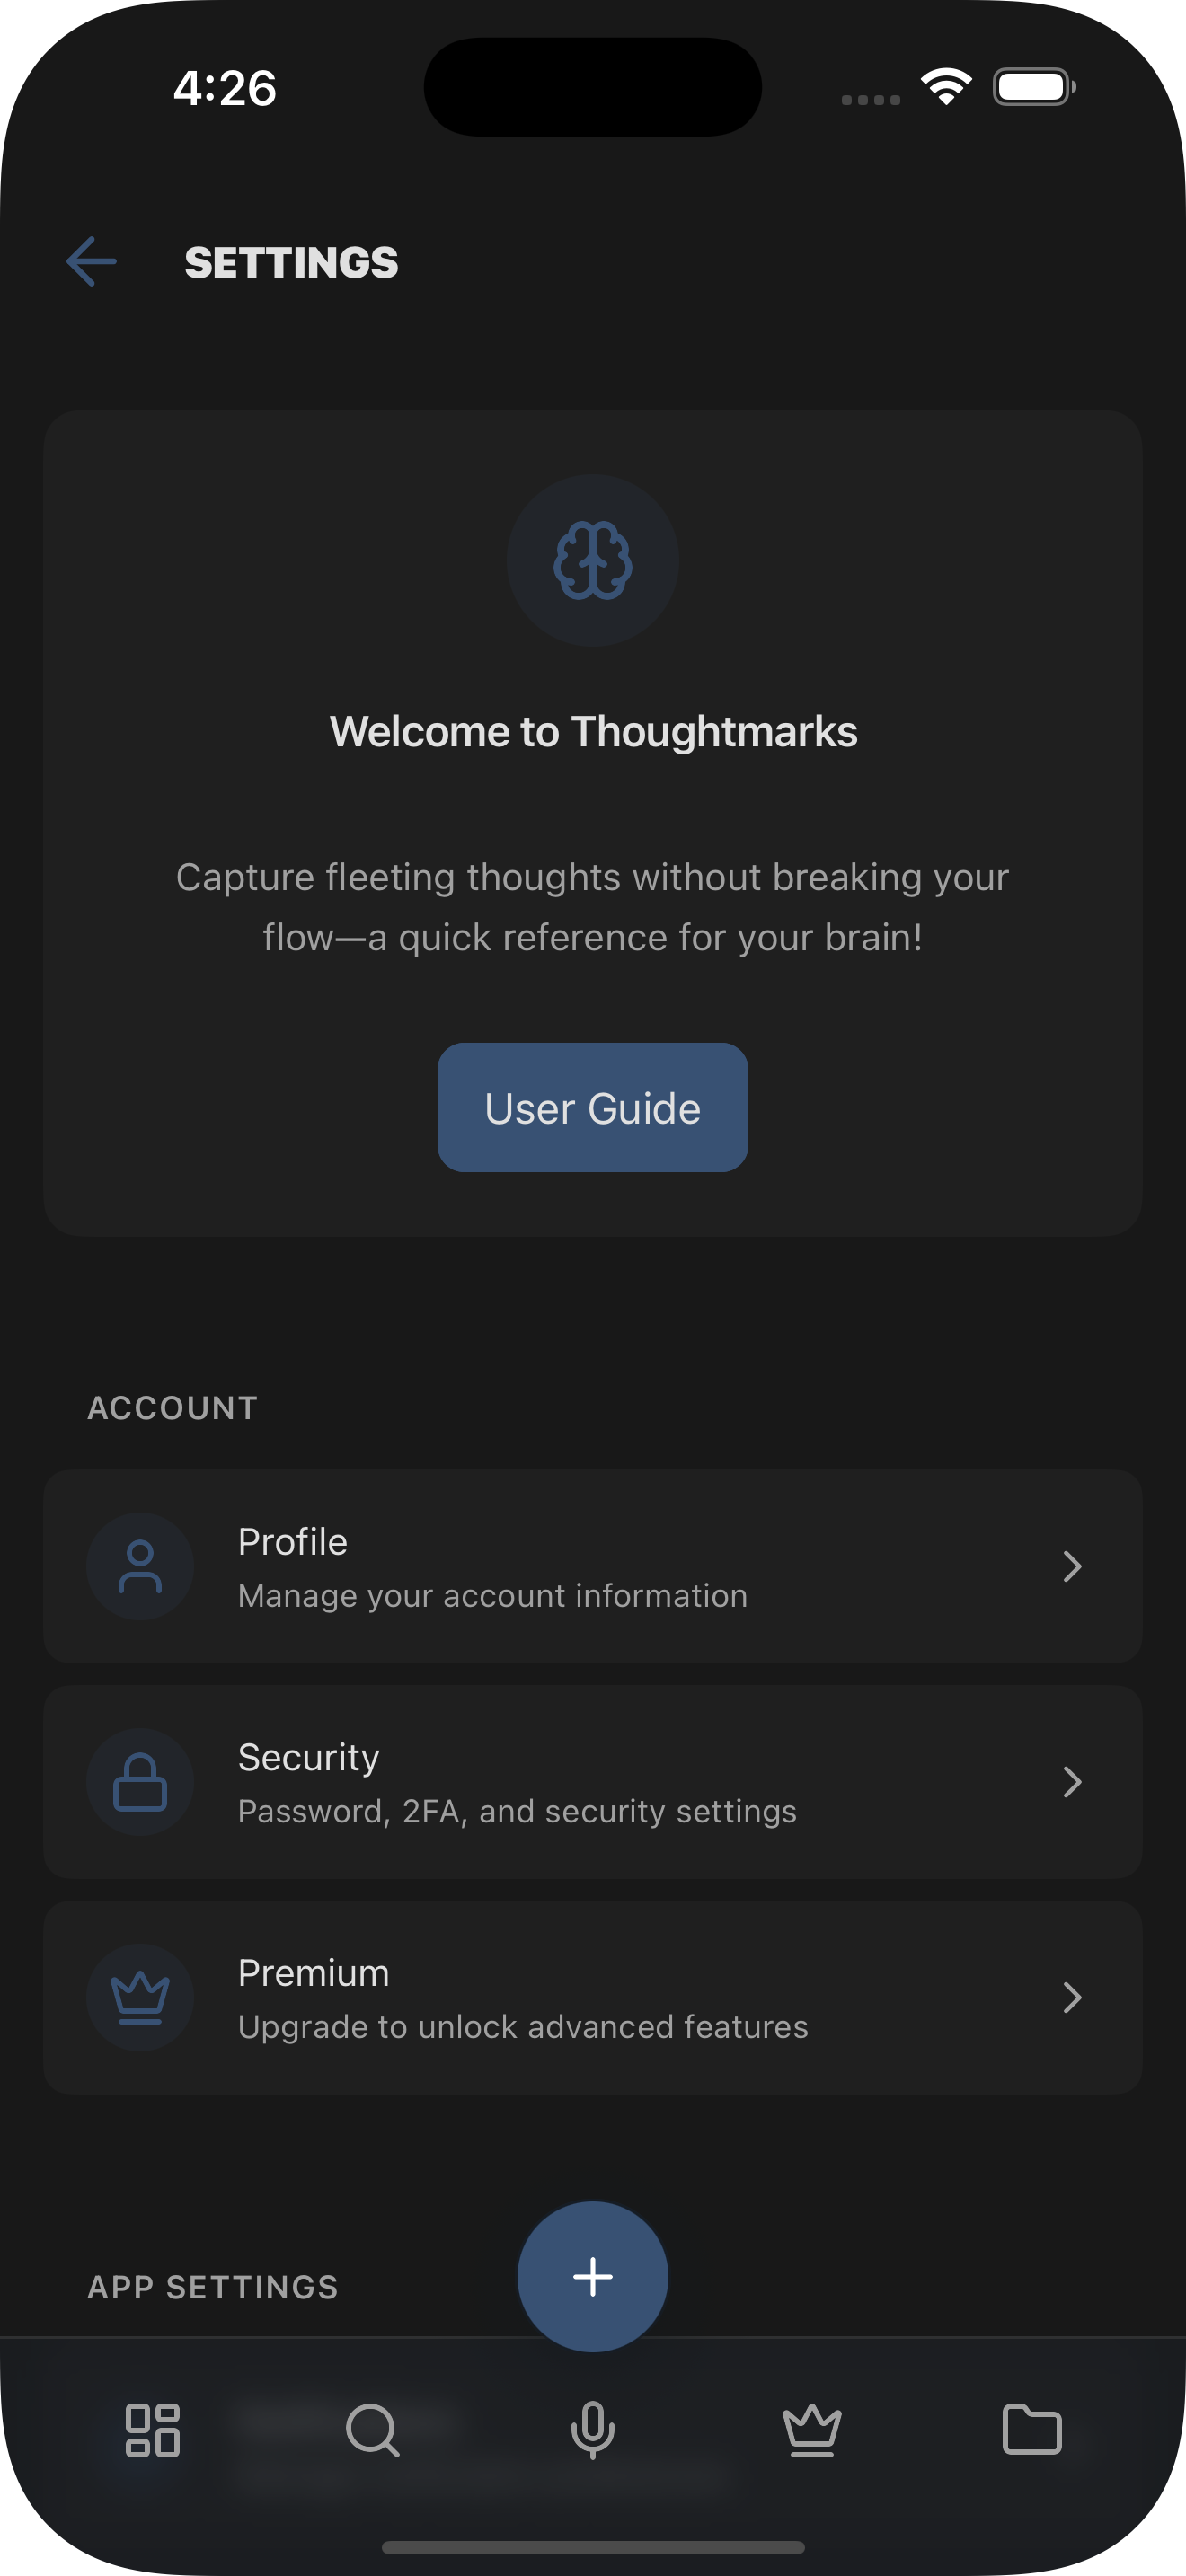 4:26
SETTINGS
Welcome to Thoughtmarks
Capture fleeting thoughts without breaking your
flow—a quick reference for your brain!
User Guide
ACCOUNT
Profile
Manage your account information
Security
Password, 2FA, and security settings
Premium
Upgrade to unlock advanced features
APP SETTINGS